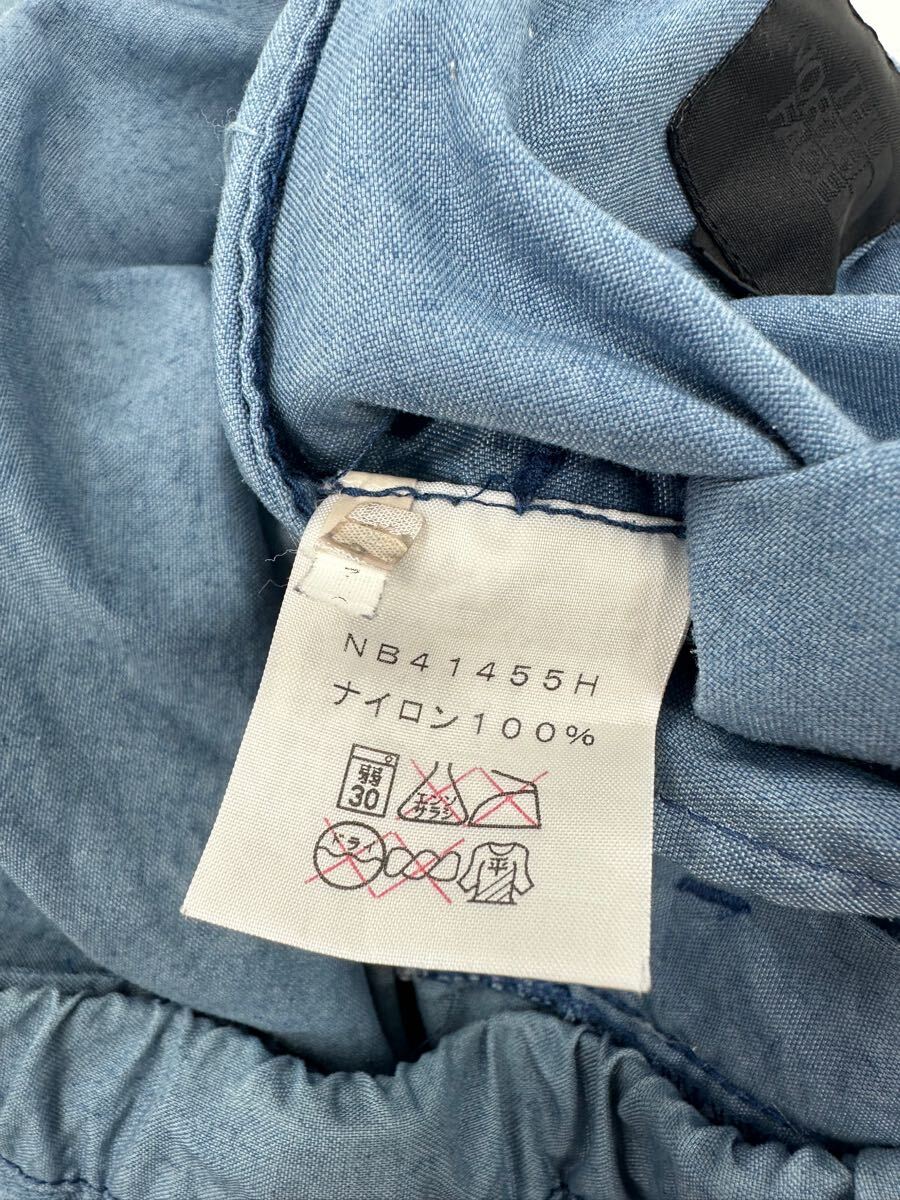 NB41455H
ナイロン100%
弱
30
エンソ
サラシ
ドライ
平